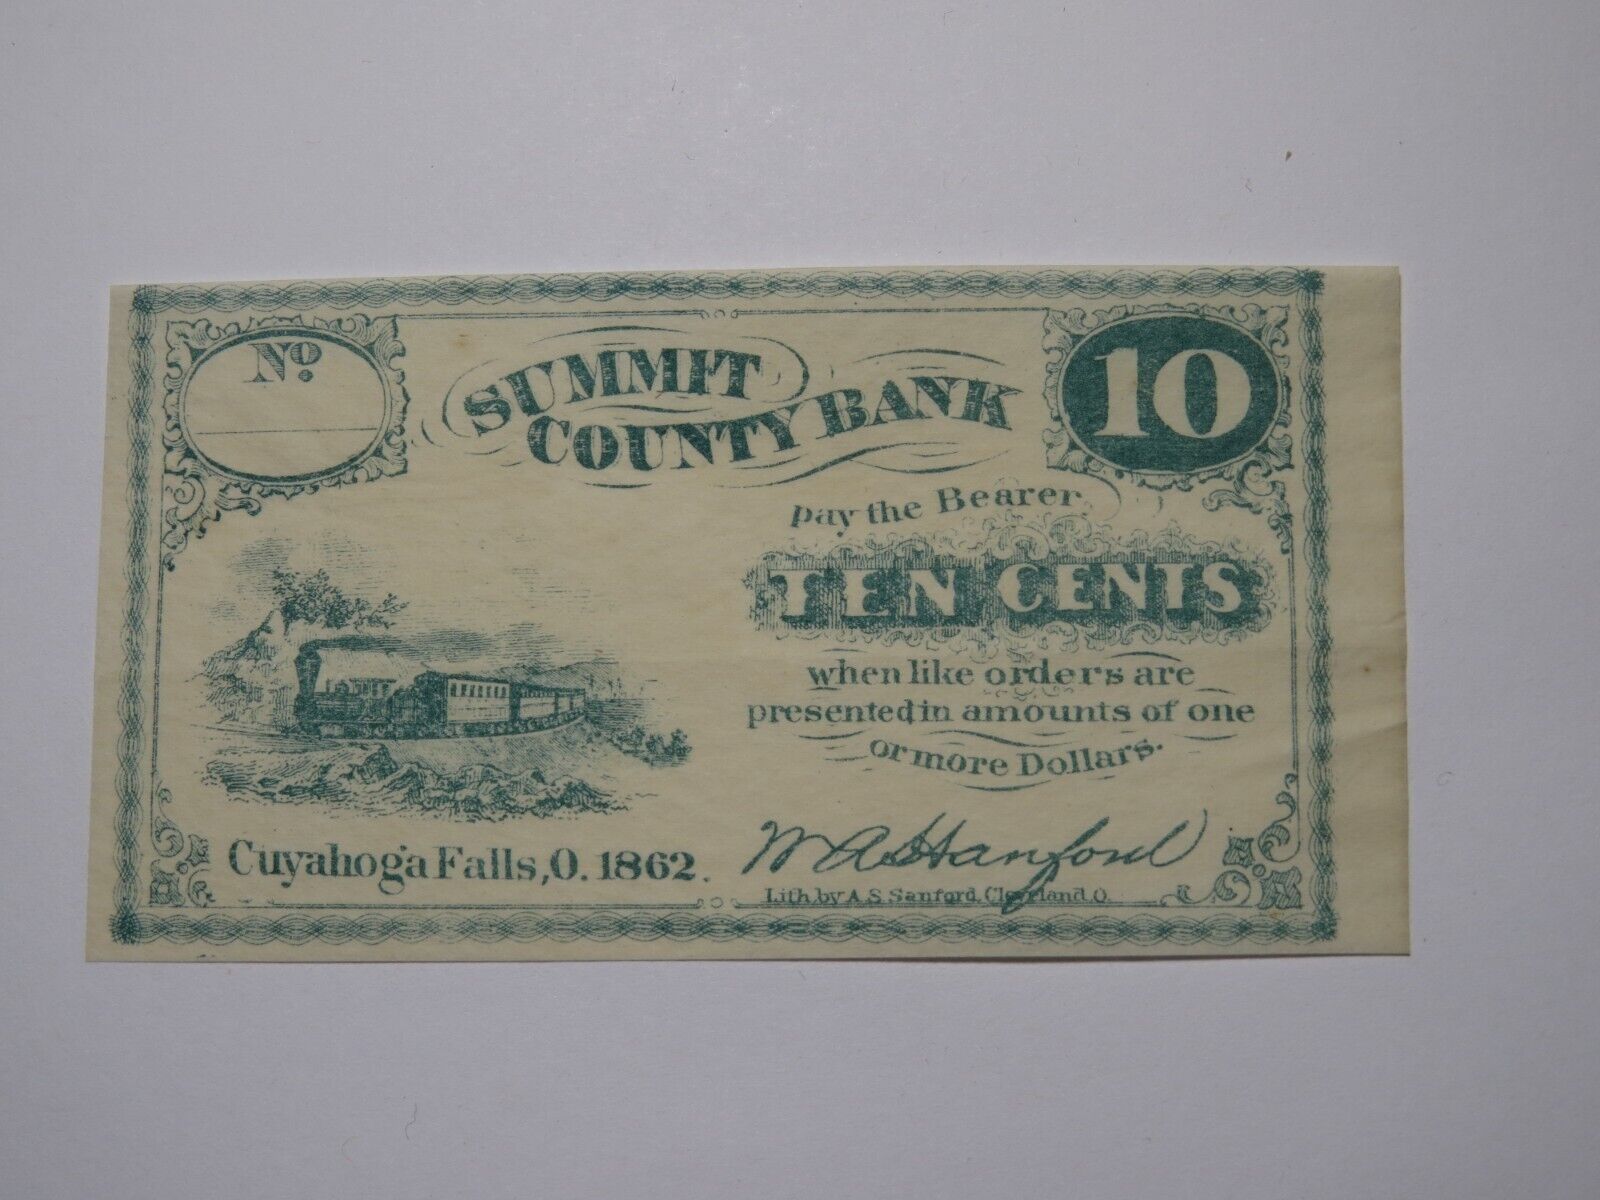 No.
SUMMIT
COUNTY BANK
10
pay the Bearer
TEN CENTS
when like orders are
presented in amounts of one
or more Dollars.
Cuyahoga Falls, O. 1862.
W A Hanford
Lith. by A.S. Sanford, Cleveland. O.